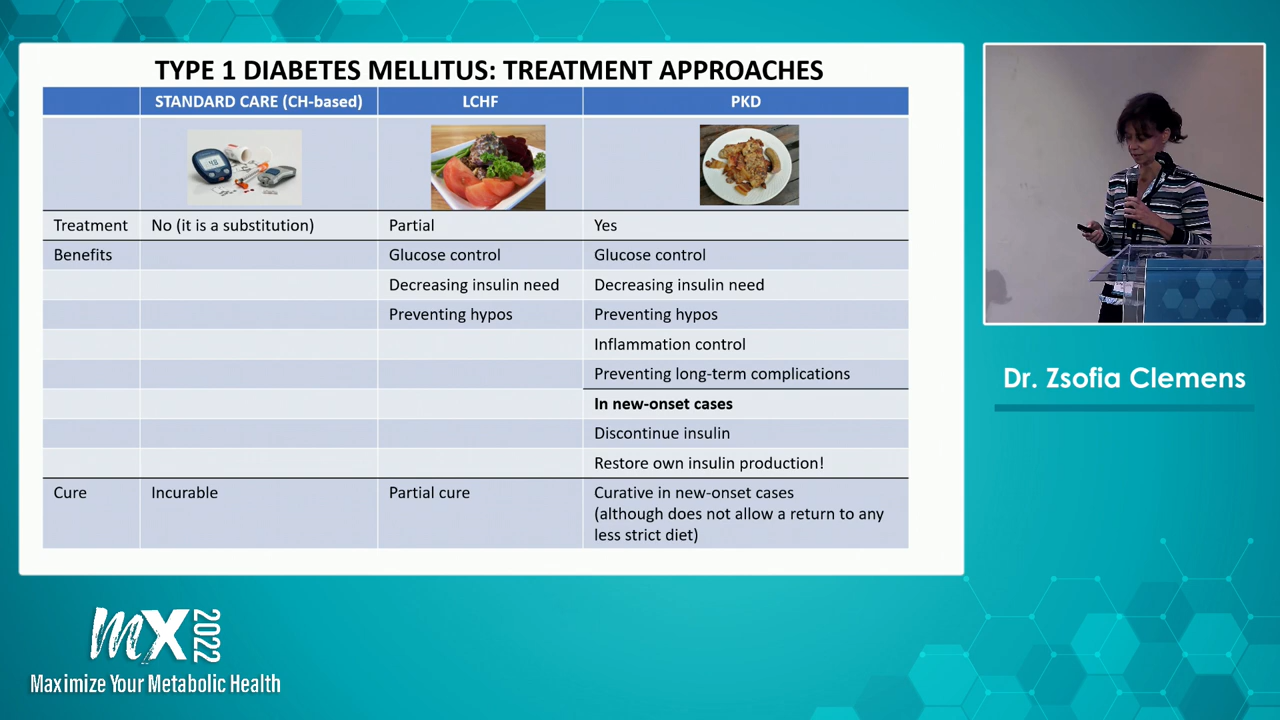 TYPE 1 DIABETES MELLITUS: TREATMENT APPROACHES
STANDARD CARE (CH-based) LCHF PKD
Treatment No (it is a substitution) Partial Yes
Benefits Glucose control Glucose control
Decreasing insulin need Decreasing insulin need
Preventing hypos Preventing hypos
Inflammation control
Preventing long-term complications
In new-onset cases
Discontinue insulin
Restore own insulin production!
Cure Incurable Partial cure Curative in new-onset cases
(although does not allow a return to any
less strict diet)
Dr. Zsofia Clemens
mx 2022
Maximize Your Metabolic Health